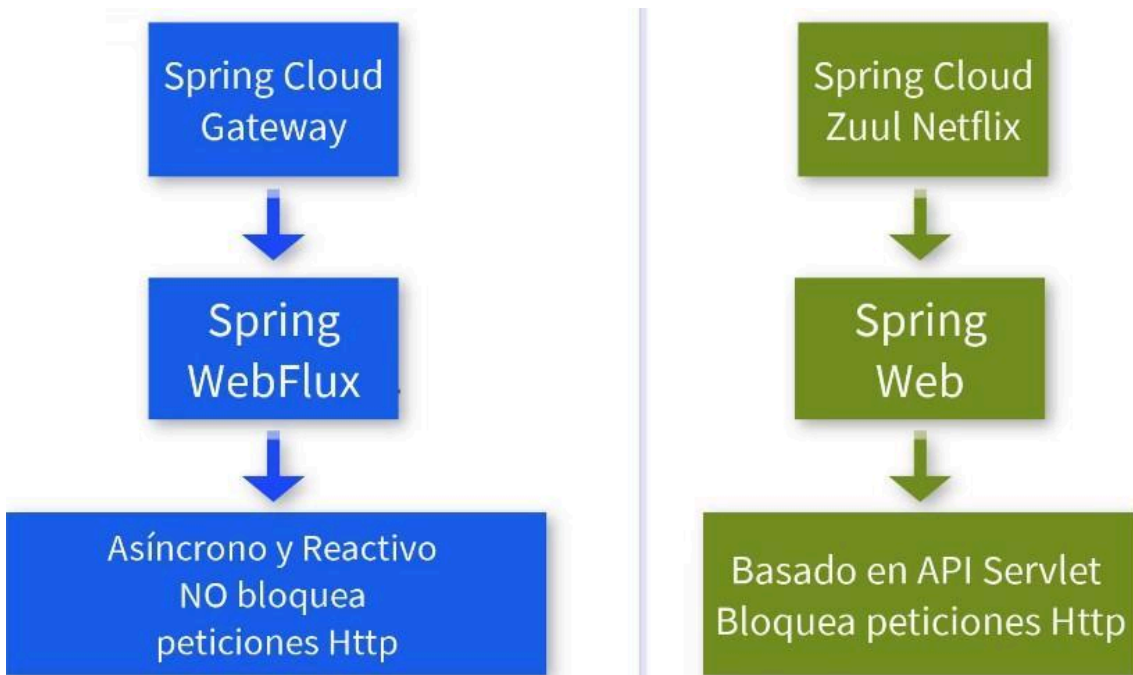 Spring Cloud
Gateway
Spring
WebFlux
Asíncrono y Reactivo
NO bloquea
peticiones Http
Spring Cloud
Zuul Netflix
Spring
Web
Basado en API Servlet
Bloquea peticiones Http